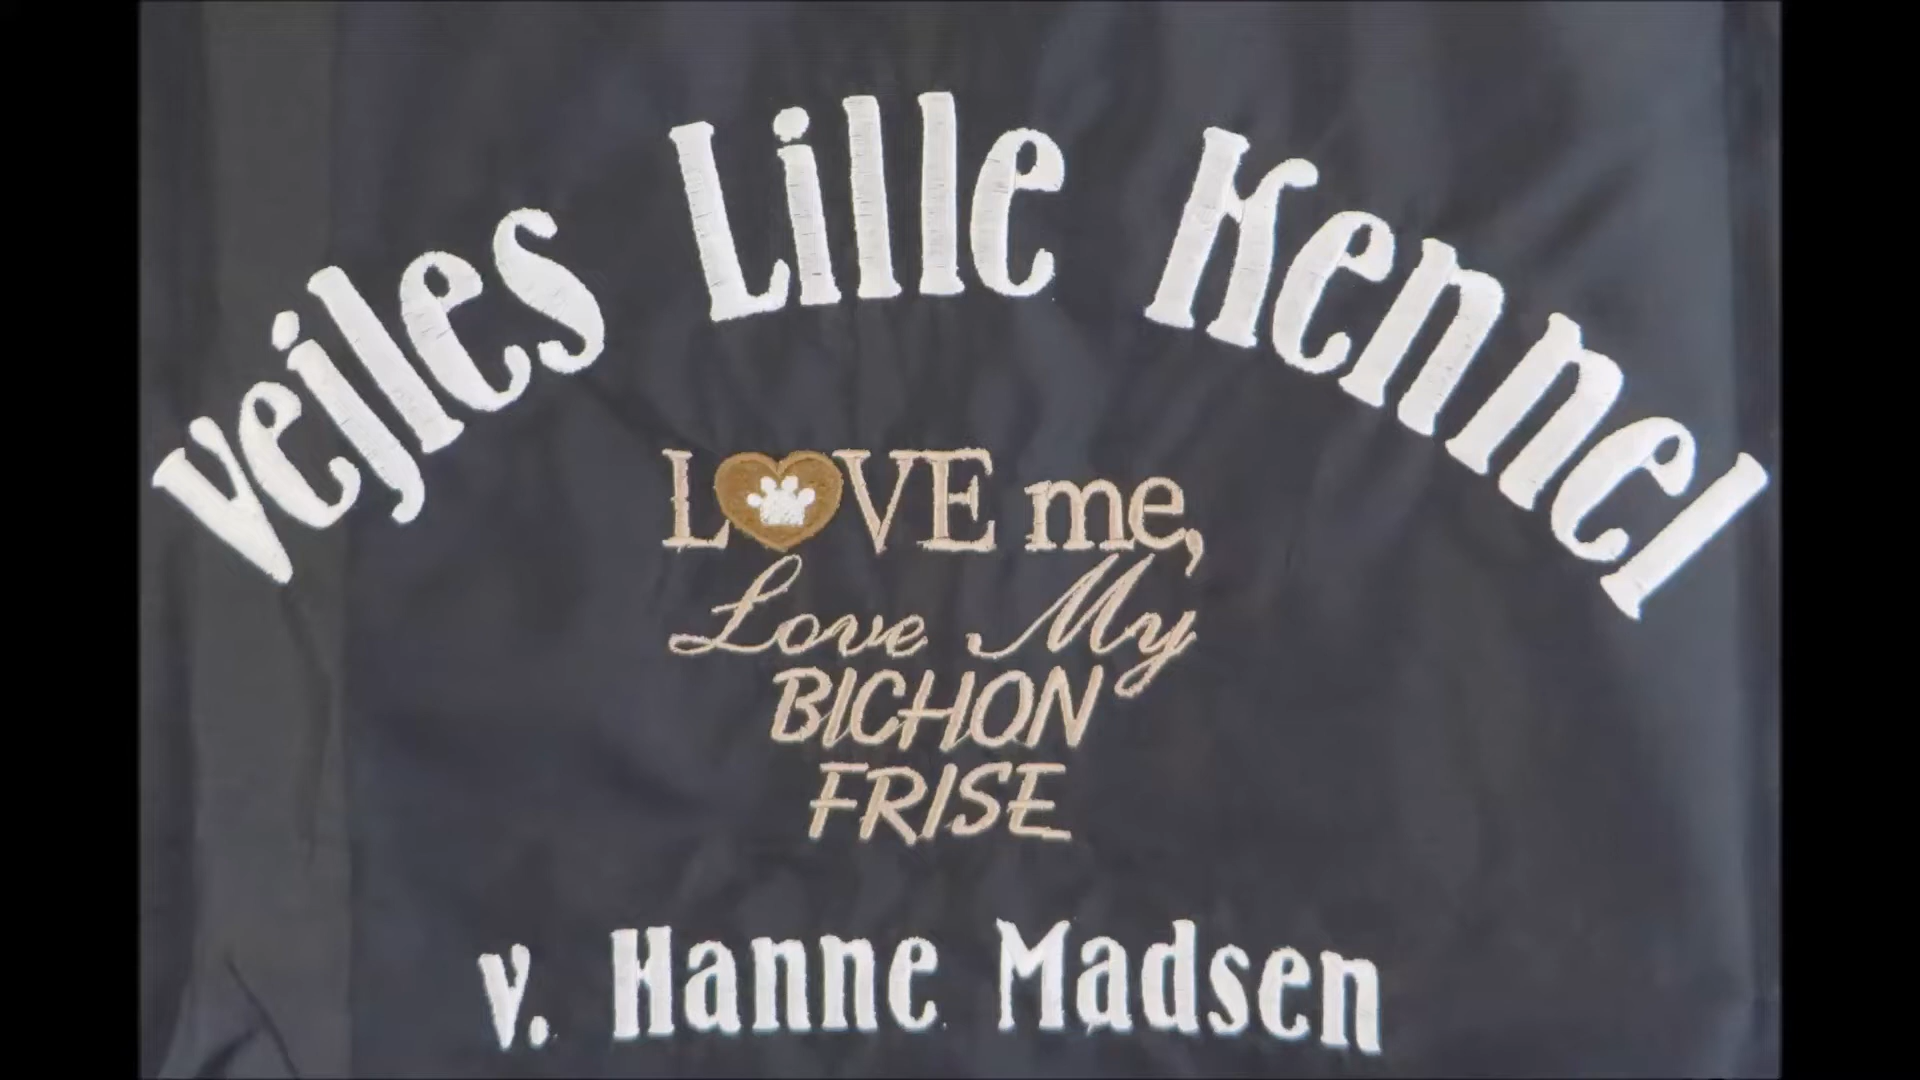 vejles Lille Kennel
LOVE me,
Love My
BICHON
FRISE
v. Hanne Madsen